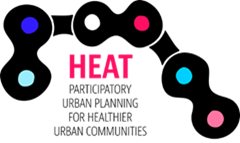 HEAT
PARTICIPATORY
URBAN PLANNING
FOR HEALTHIER
URBAN COMMUNITIES